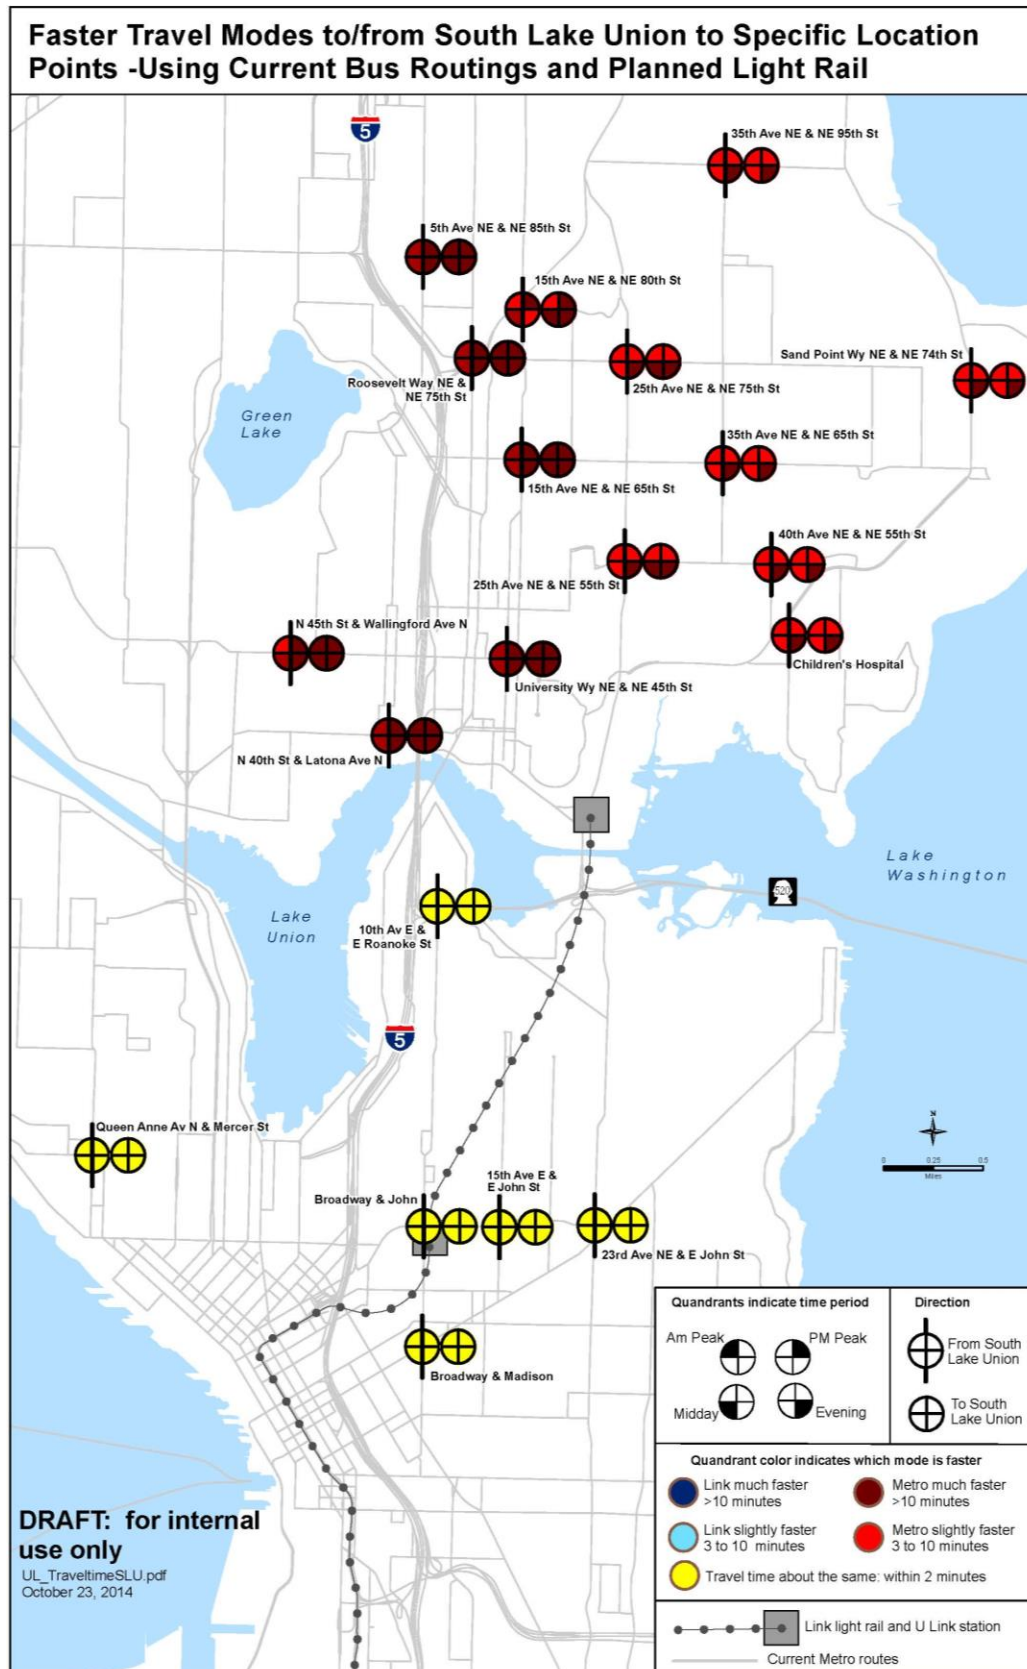 Faster Travel Modes to/from South Lake Union to Specific Location
Points -Using Current Bus Routings and Planned Light Rail
5
35th Ave NE & NE 95th St
5th Ave NE & NE 85th St
15th Ave NE & NE 80th St
Sand Point Wy NE & NE 74th St
Roosevelt Way NE &
NE 75th St
25th Ave NE & NE 75th St
Green
Lake
35th Ave NE & NE 65th St
15th Ave NE & NE 65th St
40th Ave NE & NE 55th St
25th Ave NE & NE 55th St
N 45th St & Wallingford Ave N
Children's Hospital
University Wy NE & NE 45th St
N 40th St & Latona Ave N
Lake
Washington
520
Lake
Union
10th Av E &
E Roanoke St
5
Queen Anne Av N & Mercer St
N
0 0.25 0.5
Miles
15th Ave E &
E John St
Broadway & John
23rd Ave NE & E John St
Broadway & Madison
Quandrants indicate time period
Am Peak
PM Peak
Midday
Evening
Direction
From South
Lake Union
To South
Lake Union
Quandrant color indicates which mode is faster
Link much faster
>10 minutes
Metro much faster
>10 minutes
Link slightly faster
3 to 10 minutes
Metro slightly faster
3 to 10 minutes
Travel time about the same: within 2 minutes
Link light rail and U Link station
Current Metro routes
DRAFT: for internal
use only
UL_TraveltimeSLU.pdf
October 23, 2014